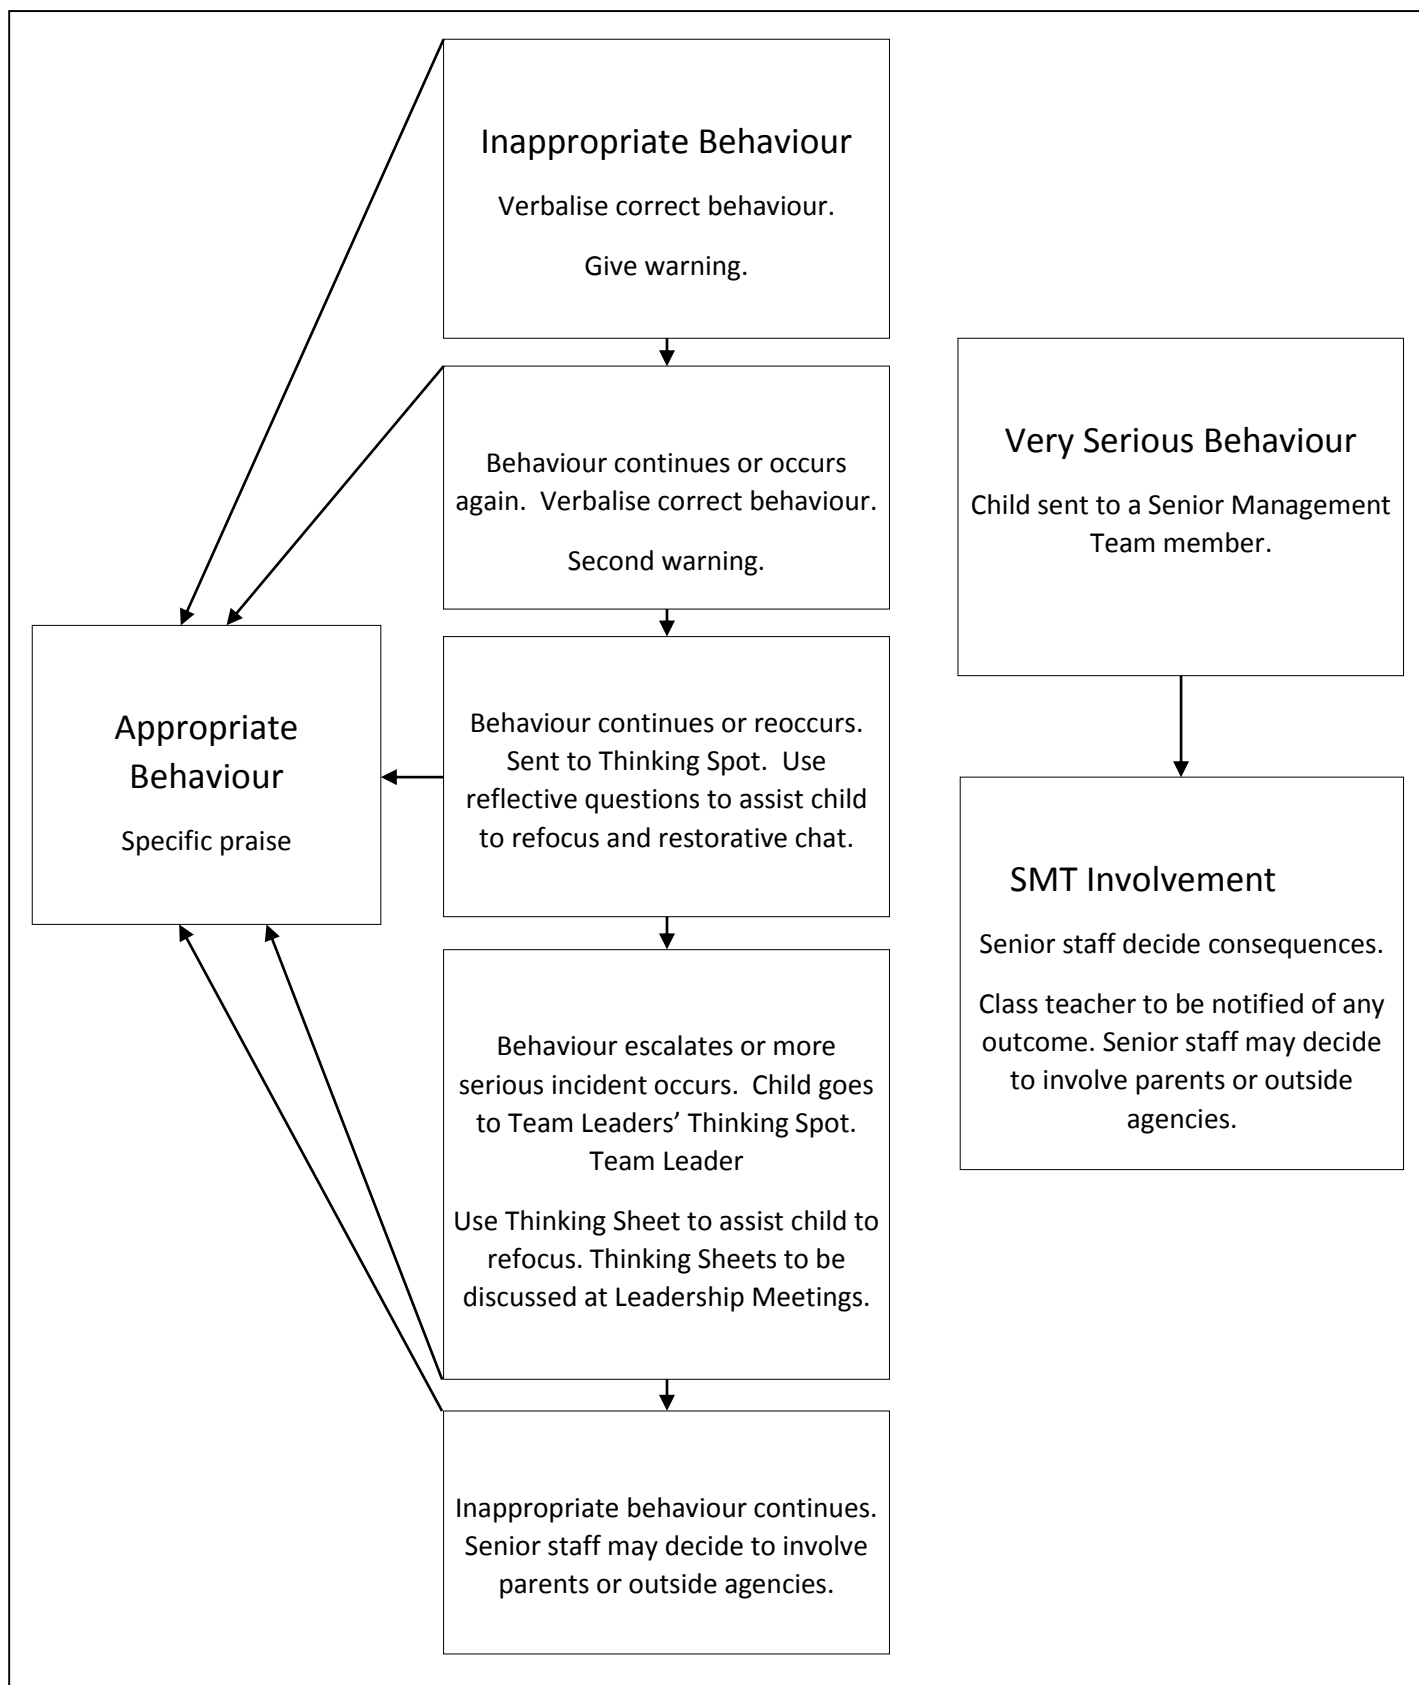 Inappropriate Behaviour
Verbalise correct behaviour.
Give warning.
Behaviour continues or occurs
again.  Verbalise correct behaviour.
Second warning.
Very Serious Behaviour
Child sent to a Senior Management
Team member.
Appropriate
Behaviour
Specific praise
Behaviour continues or reoccurs.
Sent to Thinking Spot.  Use
reflective questions to assist child
to refocus and restorative chat.
SMT Involvement
Senior staff decide consequences.
Class teacher to be notified of any
outcome. Senior staff may decide
to involve parents or outside
agencies.
Behaviour escalates or more
serious incident occurs.  Child goes
to Team Leaders’ Thinking Spot.
Team Leader
Use Thinking Sheet to assist child to
refocus. Thinking Sheets to be
discussed at Leadership Meetings.
Inappropriate behaviour continues.
Senior staff may decide to involve
parents or outside agencies.